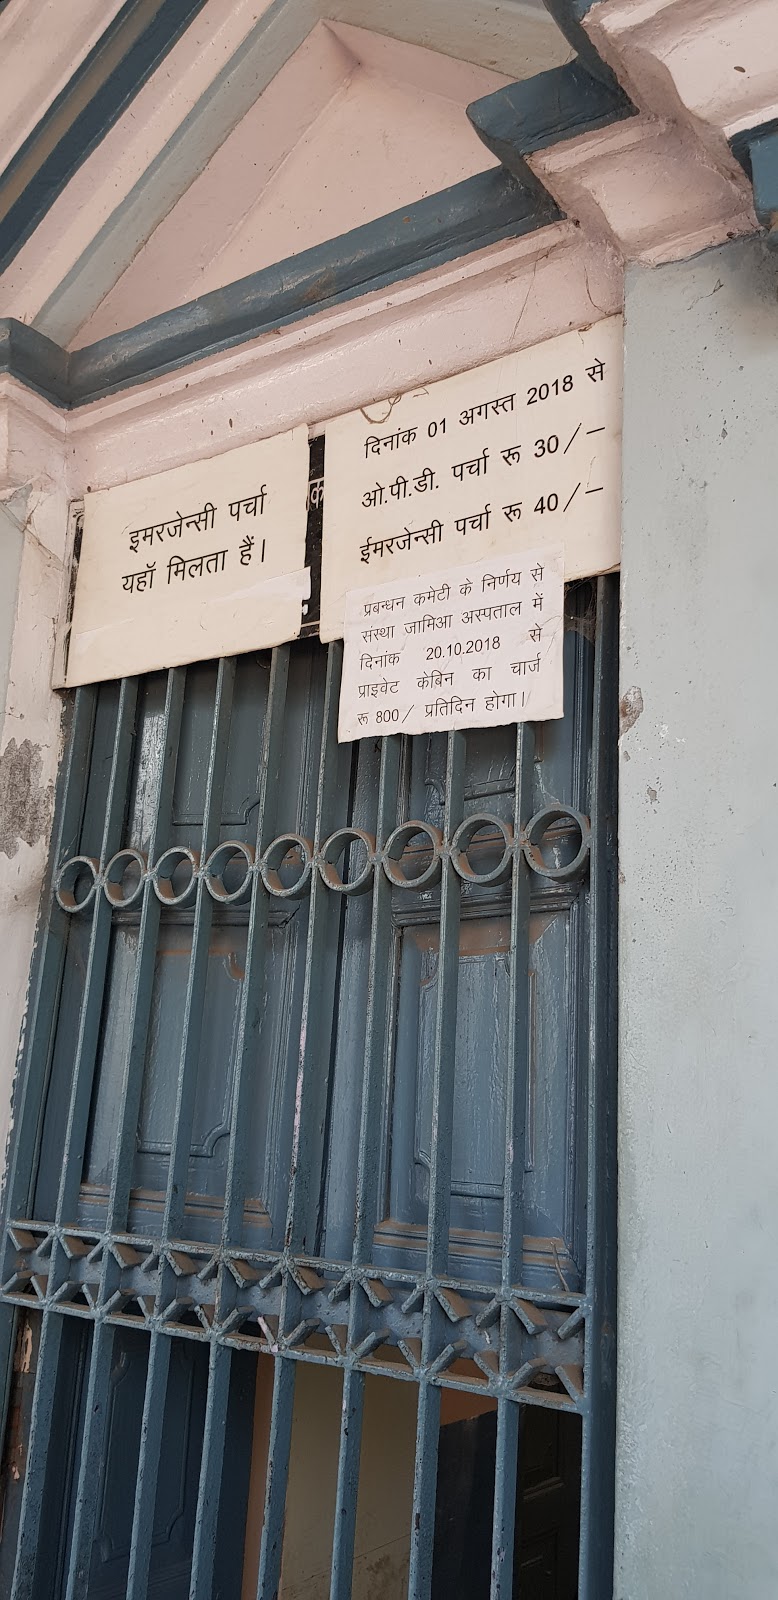 इमरजेन्सी पर्चा
यहॉ मिलता हैं।
दिनांक 01 अगस्त 2018 से
ओ.पी.डी. पर्चा रू 30/-
ईमरजेन्सी पर्चा रू 40/-
प्रबन्धन कमेटी के निर्णय से
संस्था जामिआ अस्पताल में
दिनांक 20.10.2018 से
प्राइवेट केबिन का चार्ज
रू 800/ प्रतिदिन होगा।